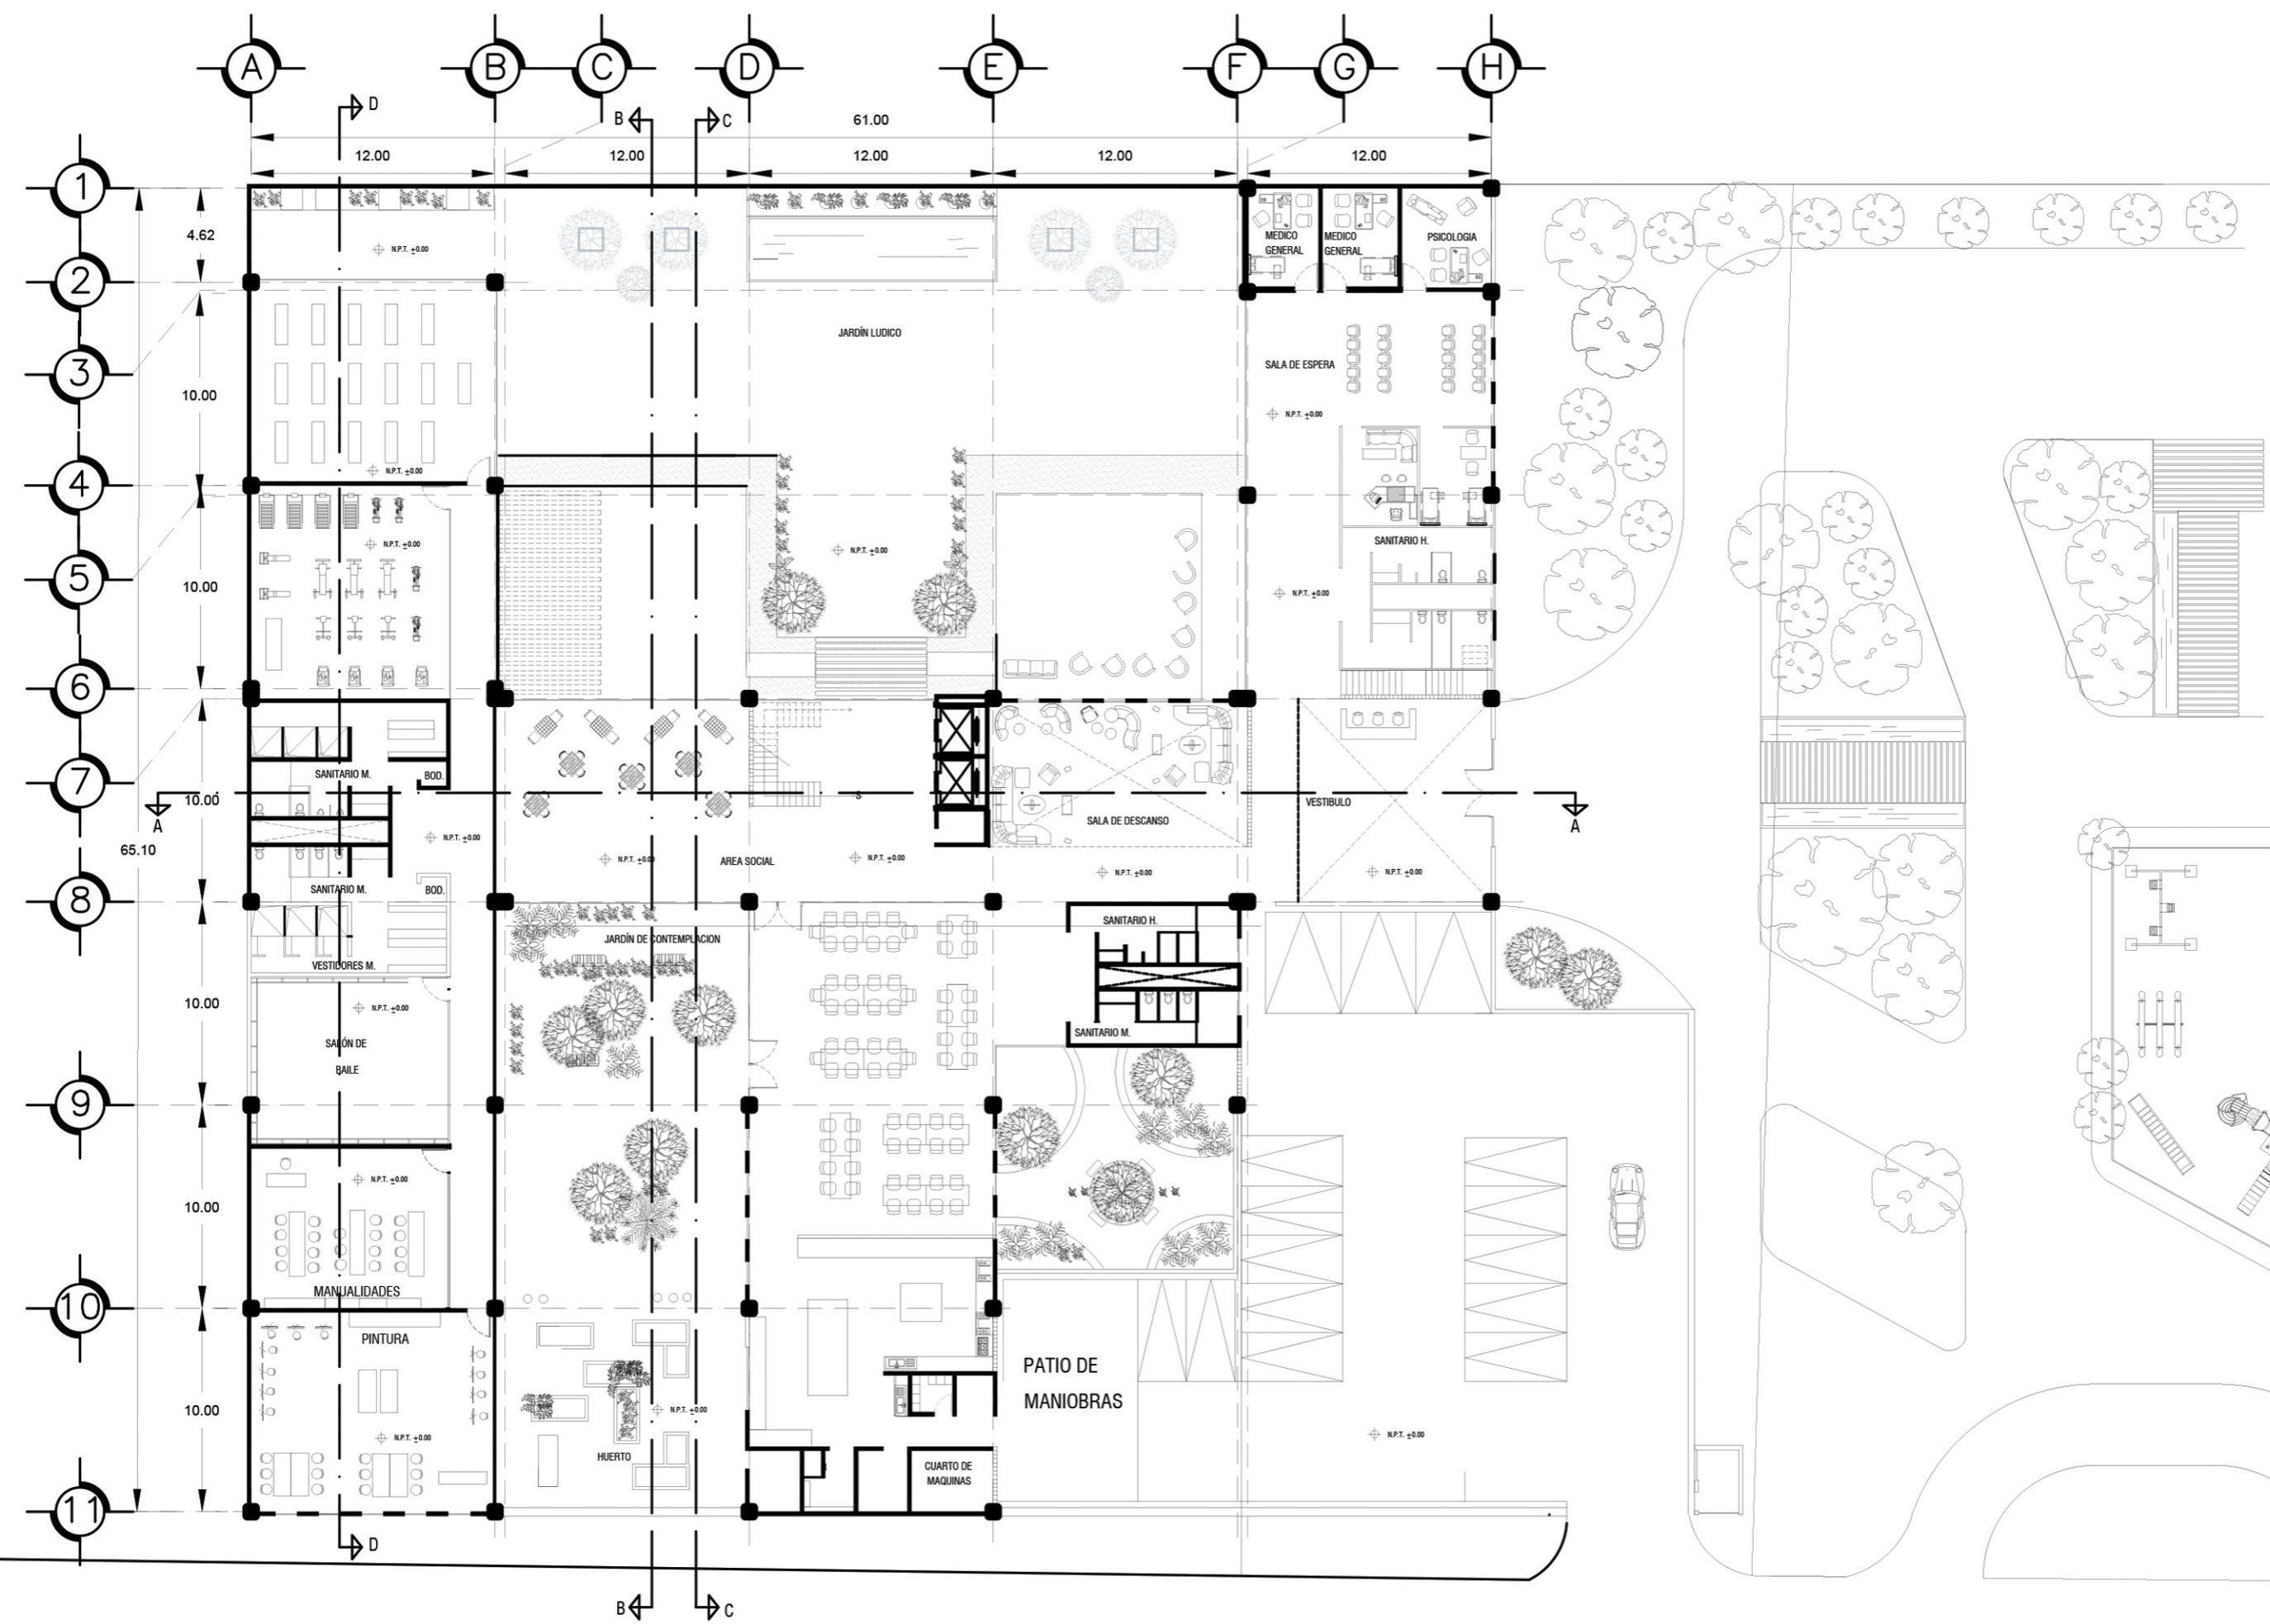 A B C D E F G H
D
B C
61.00
12.00 12.00 12.00 12.00 12.00
1
4.62
MEDICO
GENERAL
MEDICO
GENERAL
PSICOLOGIA
N.P.T. ±0.00
2
JARDÍN LUDICO
3
SALA DE ESPERA
10.00
N.P.T. ±0.00
N.P.T. ±0.00
4
N.P.T. ±0.00
N.P.T. ±0.00
SANITARIO H.
5
10.00
N.P.T. ±0.00
6
SANITARIO M.
BOD.
7
10.00
A
S
VESTIBULO
A
SALA DE DESCANSO
N.P.T. ±0.00
65.10
N.P.T. ±0.00
AREA SOCIAL
N.P.T. ±0.00
N.P.T. ±0.00
N.P.T. ±0.00
SANITARIO M.
BOD.
8
SANITARIO H.
JARDÍN DE CONTEMPLACION
VESTIDORES M.
10.00
N.P.T. ±0.00
SANITARIO M.
SALÓN DE
BAILE
9
N.P.T. ±0.00
10.00
MANUALIDADES
10
PINTURA
PATIO DE
MANIOBRAS
10.00
N.P.T. ±0.00
N.P.T. ±0.00
N.P.T. ±0.00
HUERTO
CUARTO DE
MAQUINAS
11
D
B C